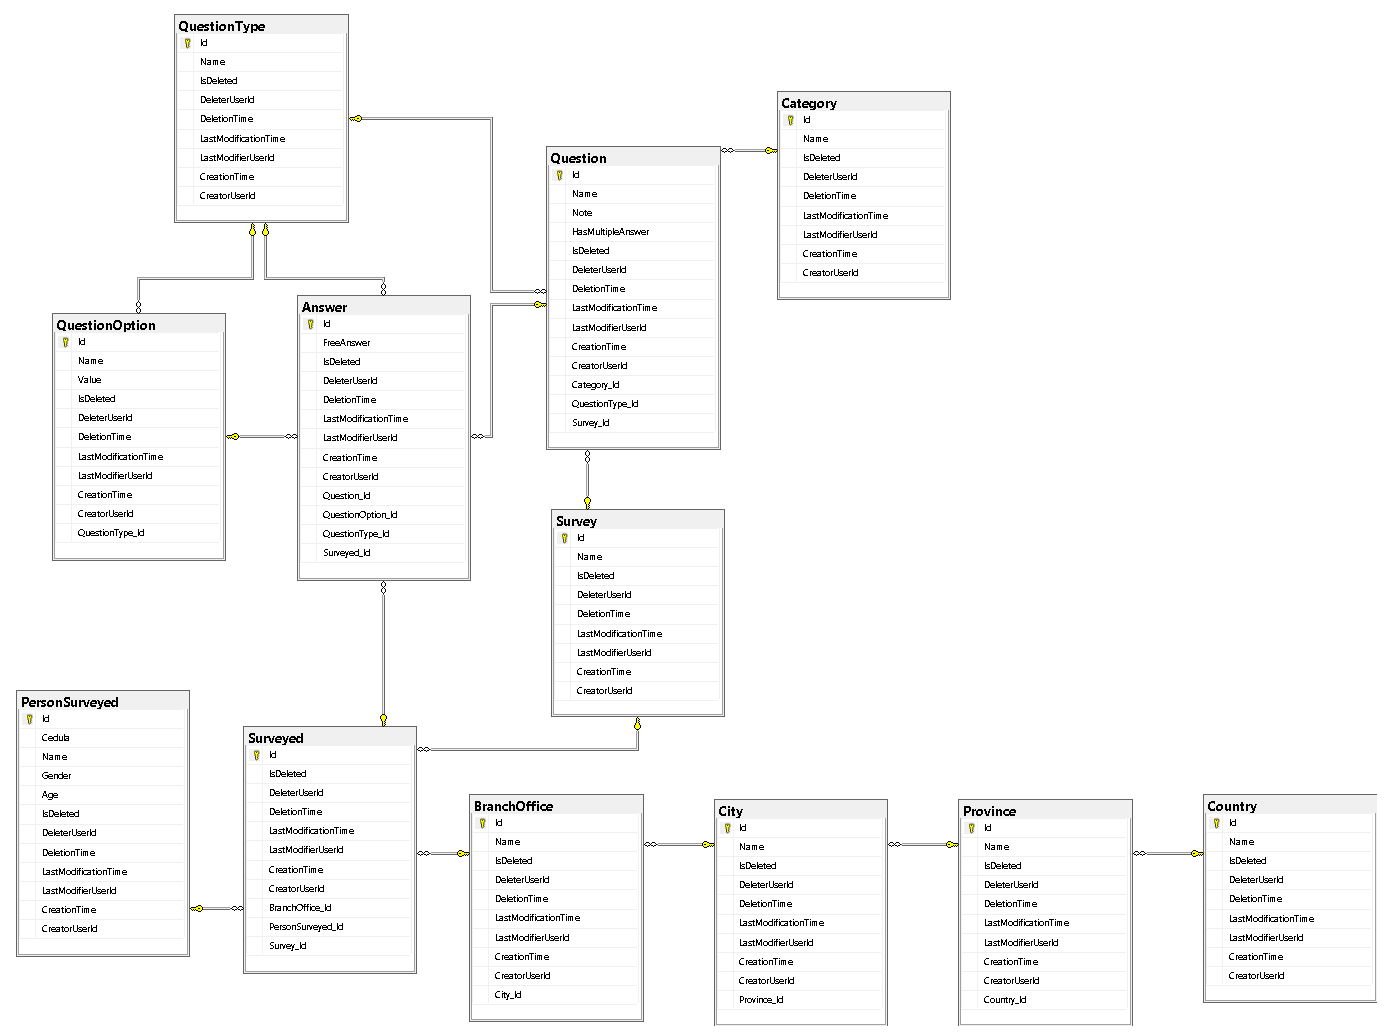 QuestionType
Id
Name
IsDeleted
DeleterUserId
DeletionTime
LastModificationTime
LastModifierUserId
CreationTime
CreatorUserId
Category
Id
Name
IsDeleted
DeleterUserId
DeletionTime
LastModificationTime
LastModifierUserId
CreationTime
CreatorUserId
Question
Id
Name
Note
HasMultipleAnswer
IsDeleted
DeleterUserId
DeletionTime
LastModificationTime
LastModifierUserId
CreationTime
CreatorUserId
Category_Id
QuestionType_Id
Survey_Id
QuestionOption
Id
Name
Value
IsDeleted
DeleterUserId
DeletionTime
LastModificationTime
LastModifierUserId
CreationTime
CreatorUserId
QuestionType_Id
Answer
Id
FreeAnswer
IsDeleted
DeleterUserId
DeletionTime
LastModificationTime
LastModifierUserId
CreationTime
CreatorUserId
Question_Id
QuestionOption_Id
QuestionType_Id
Surveyed_Id
Survey
Id
Name
IsDeleted
DeleterUserId
DeletionTime
LastModificationTime
LastModifierUserId
CreationTime
CreatorUserId
PersonSurveyed
Id
Cedula
Name
Gender
Age
IsDeleted
DeleterUserId
DeletionTime
LastModificationTime
LastModifierUserId
CreationTime
CreatorUserId
Surveyed
Id
IsDeleted
DeleterUserId
DeletionTime
LastModificationTime
LastModifierUserId
CreationTime
CreatorUserId
BranchOffice_Id
PersonSurveyed_Id
Survey_Id
BranchOffice
Id
Name
IsDeleted
DeleterUserId
DeletionTime
LastModificationTime
LastModifierUserId
CreationTime
CreatorUserId
City_Id
City
Id
Name
IsDeleted
DeleterUserId
DeletionTime
LastModificationTime
LastModifierUserId
CreationTime
CreatorUserId
Province_Id
Province
Id
Name
IsDeleted
DeleterUserId
DeletionTime
LastModificationTime
LastModifierUserId
CreationTime
CreatorUserId
Country_Id
Country
Id
Name
IsDeleted
DeleterUserId
DeletionTime
LastModificationTime
LastModifierUserId
CreationTime
CreatorUserId